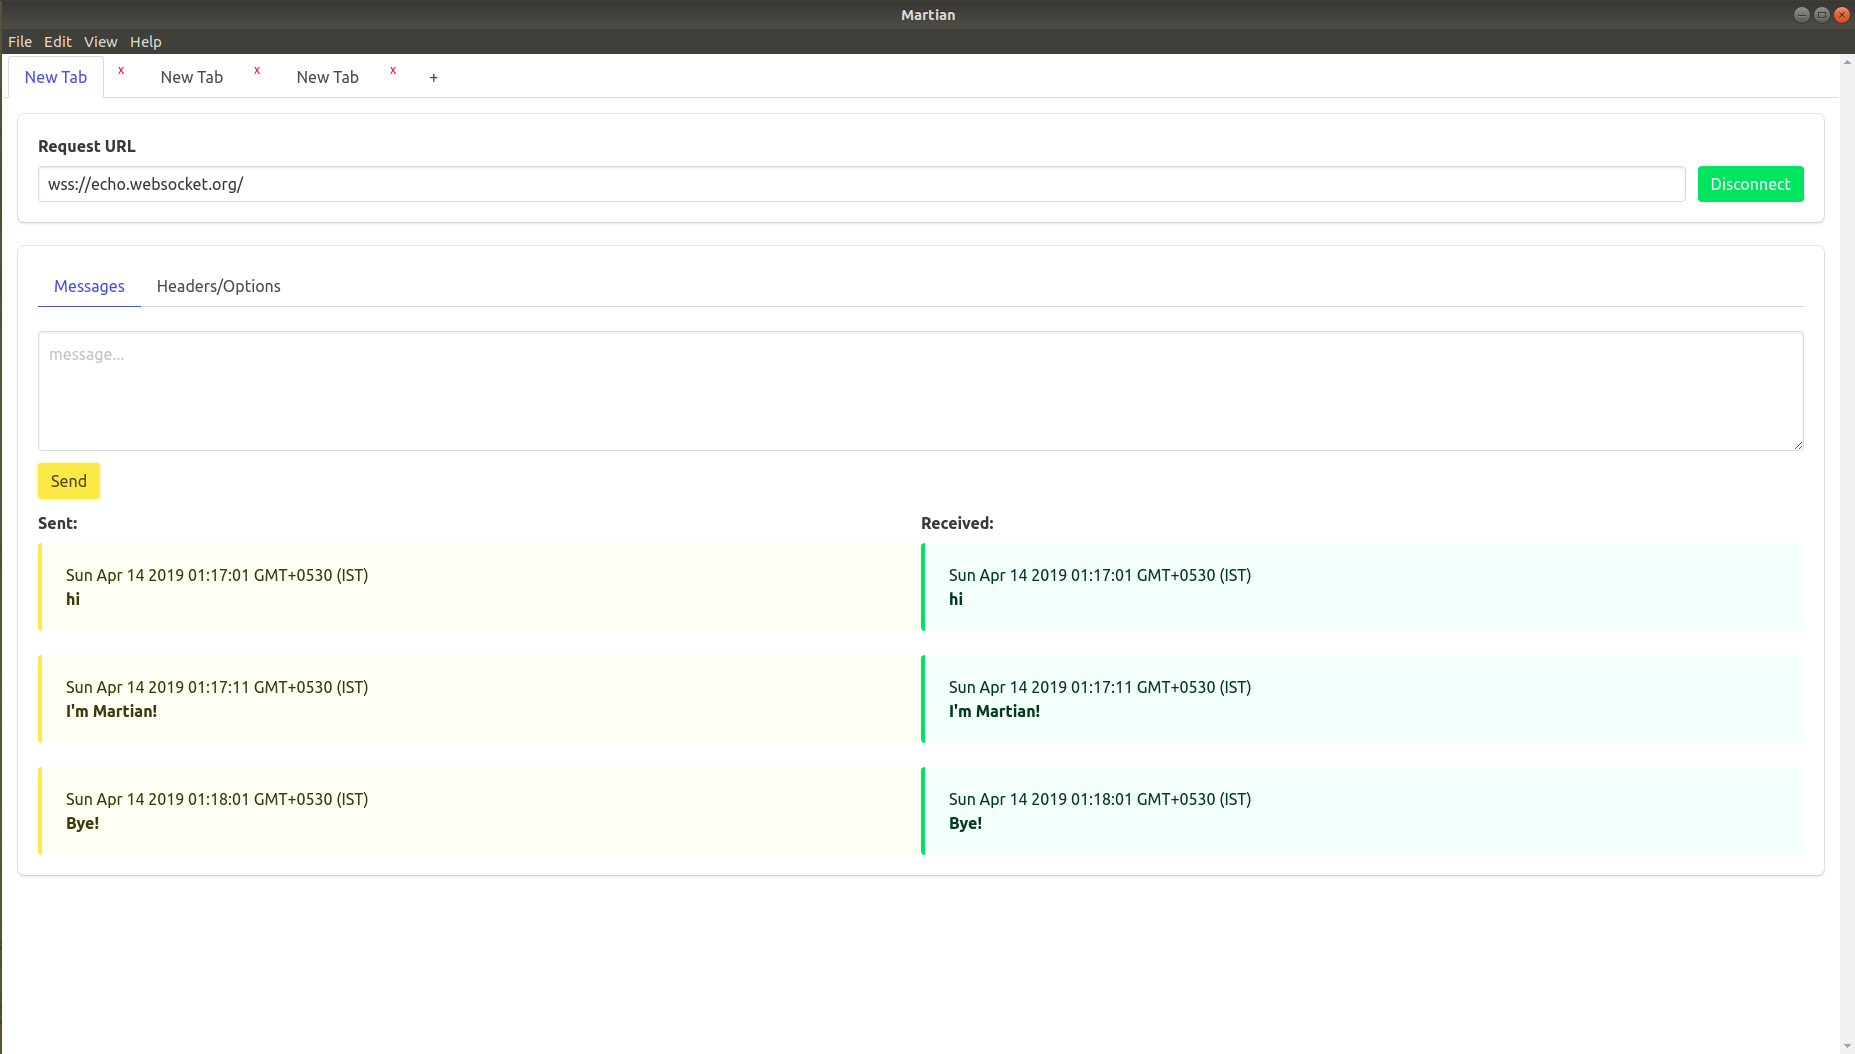 Martian
File Edit View Help
New Tab x New Tab x New Tab x +
Request URL
wss://echo.websocket.org/ Disconnect
Messages Headers/Options
message...
Send
Sent: Received:
Sun Apr 14 2019 01:17:01 GMT+0530 (IST) Sun Apr 14 2019 01:17:01 GMT+0530 (IST)
hi hi
Sun Apr 14 2019 01:17:11 GMT+0530 (IST) Sun Apr 14 2019 01:17:11 GMT+0530 (IST)
I'm Martian! I'm Martian!
Sun Apr 14 2019 01:18:01 GMT+0530 (IST) Sun Apr 14 2019 01:18:01 GMT+0530 (IST)
Bye! Bye!